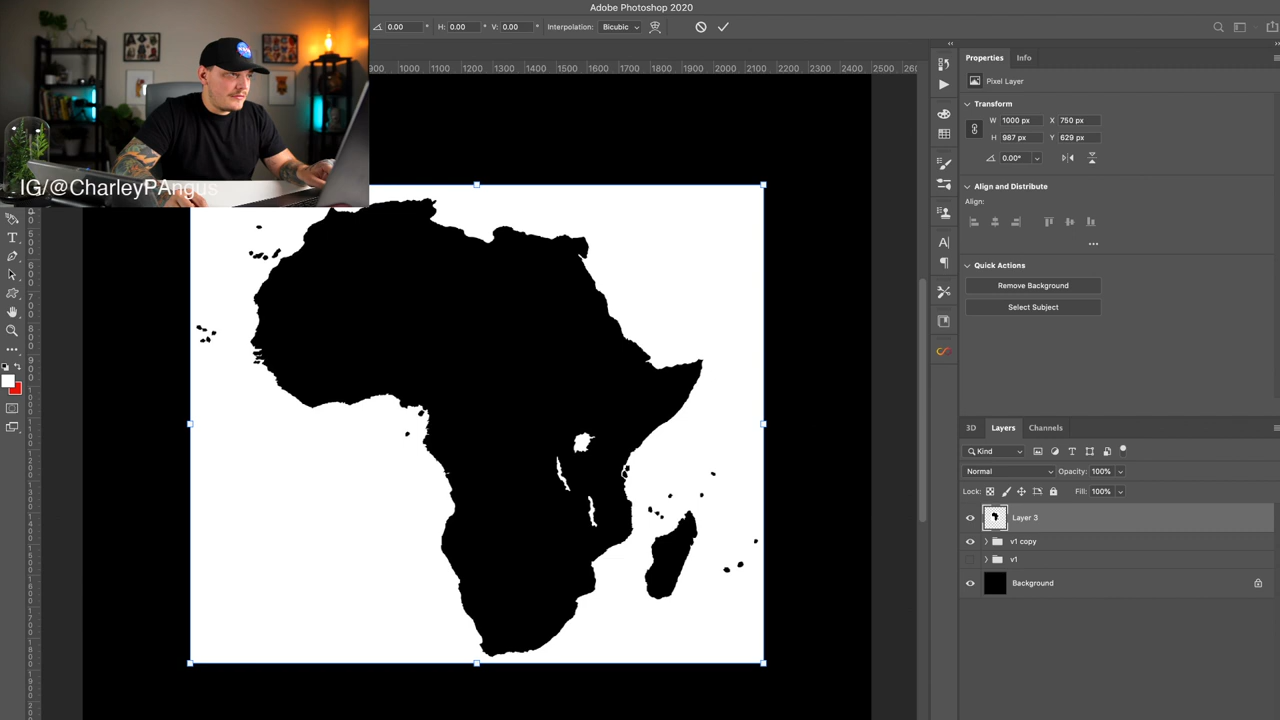 Adobe Photoshop 2020
0.00 ° H: 0.00 ° V: 0.00 ° Interpolation: Bicubic
900 1000 1100 1200 1300 1400 1500 1600 1700 1800 1900 2000 2100 2200 2300 2400 2500
IG/@CharleyPAngus
Properties Info
Pixel Layer
Transform
W 1000 px X 750 px
H 987 px Y 629 px
0.00°
Align and Distribute
Align:
Quick Actions
Remove Background
Select Subject
3D Layers Channels
Kind
Normal Opacity: 100%
Lock: Fill: 100%
Layer 3
v1 copy
v1
Background